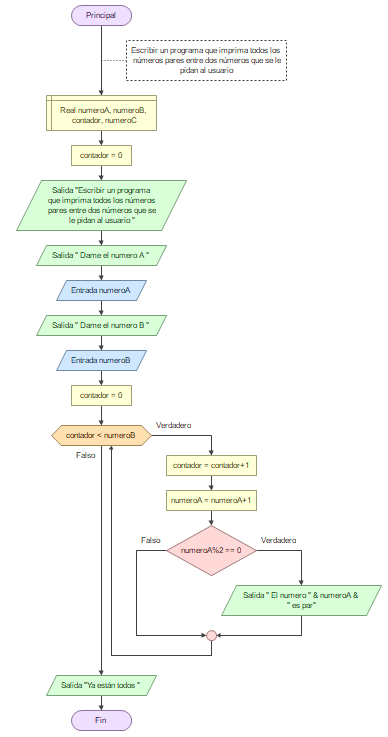 Principal
Escribir un programa que imprima todos los
números pares entre dos números que se le
pidan al usuario
Real numeroA, numeroB,
contador, numeroC
contador = 0
Salida "Escribir un programa
que imprima todos los números
pares entre dos números que se
le pidan al usuario "
Salida " Dame el numero A "
Entrada numeroA
Salida " Dame el numero B "
Entrada numeroB
contador = 0
contador < numeroB
Verdadero
Falso
contador = contador+1
numeroA = numeroA+1
numeroA%2 == 0
Falso
Verdadero
Salida " El numero " & numeroA &
" es par"
Salida "Ya están todos "
Fin